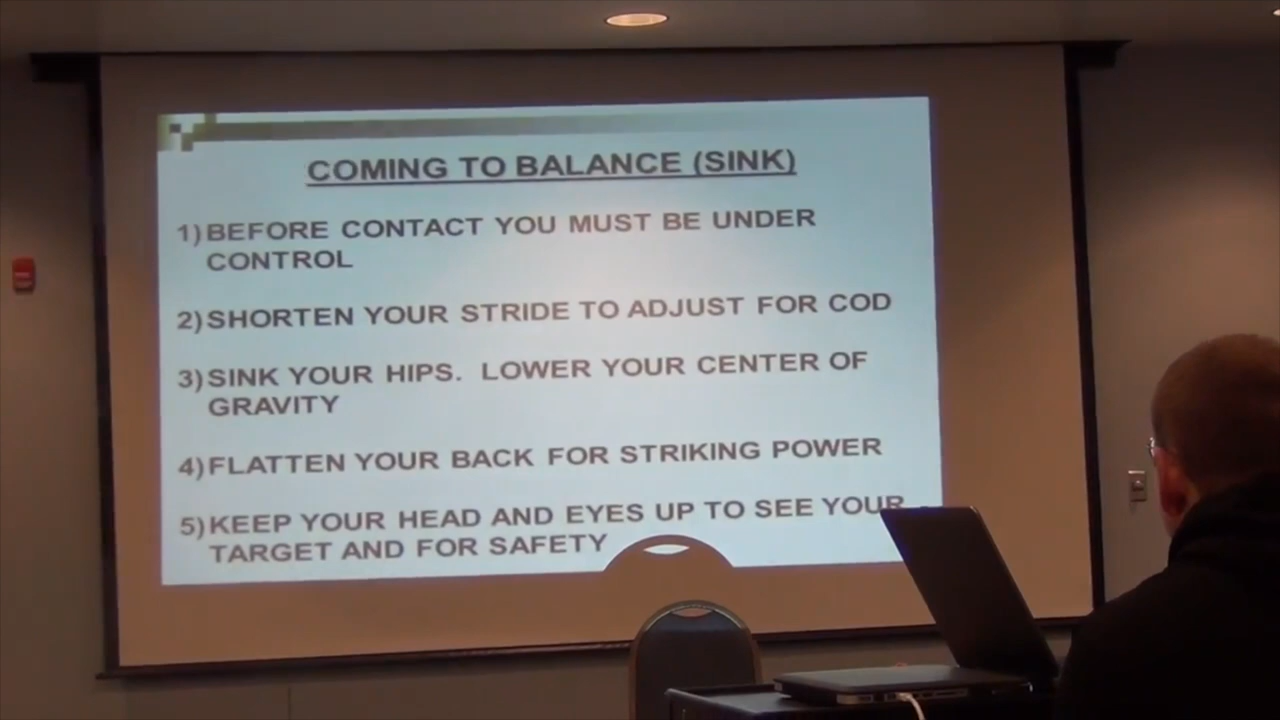 COMING TO BALANCE (SINK)
1) BEFORE CONTACT YOU MUST BE UNDER
CONTROL
2) SHORTEN YOUR STRIDE TO ADJUST FOR COD
3) SINK YOUR HIPS. LOWER YOUR CENTER OF
GRAVITY
4) FLATTEN YOUR BACK FOR STRIKING POWER
5) KEEP YOUR HEAD AND EYES UP TO SEE YOUR
TARGET AND FOR SAFETY